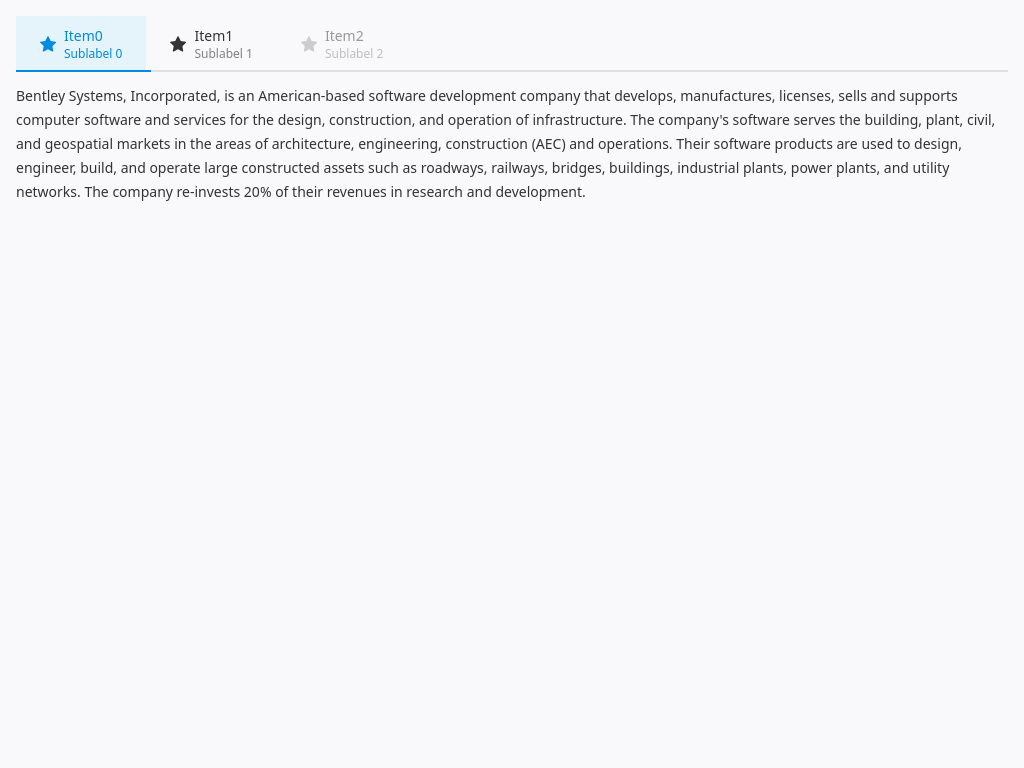 Item0
Sublabel 0
Item1
Sublabel 1
Item2
Sublabel 2
Bentley Systems, Incorporated, is an American-based software development company that develops, manufactures, licenses, sells and supports
computer software and services for the design, construction, and operation of infrastructure. The company's software serves the building, plant, civil,
and geospatial markets in the areas of architecture, engineering, construction (AEC) and operations. Their software products are used to design,
engineer, build, and operate large constructed assets such as roadways, railways, bridges, buildings, industrial plants, power plants, and utility
networks. The company re-invests 20% of their revenues in research and development.